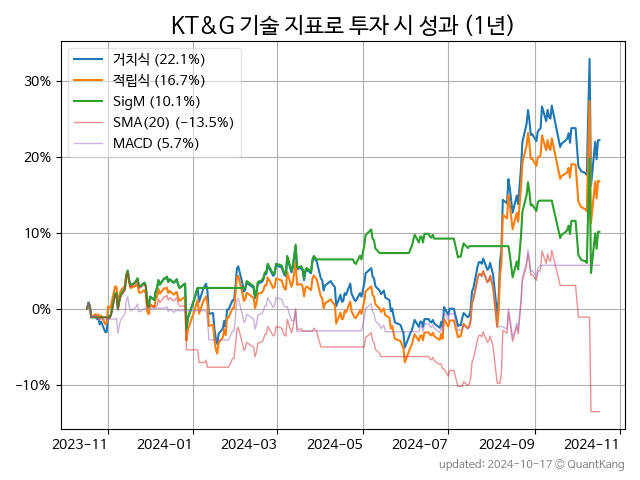 KT&G 기술 지표로 투자 시 성과 (1년)
거치식 (22.1%)
적립식 (16.7%)
SigM (10.1%)
SMA(20) (−13.5%)
MACD (5.7%)
30%
20%
10%
0%
−10%
2023-11 2024-01 2024-03 2024-05 2024-07 2024-09 2024-11
updated: 2024-10-17 © QuantKang